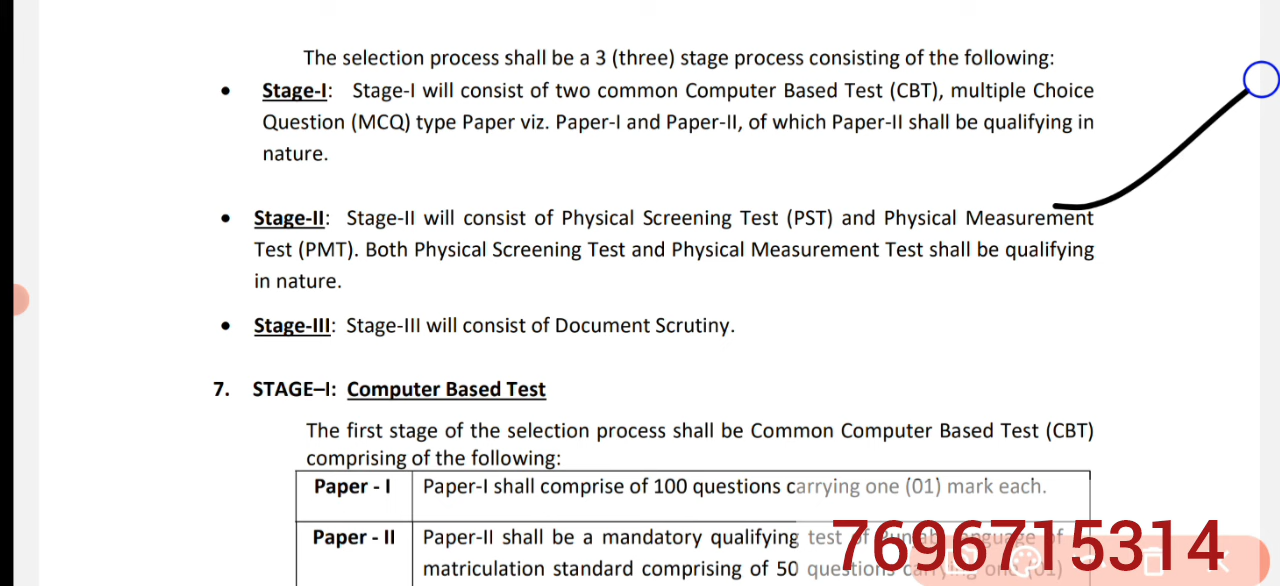 The selection process shall be a 3 (three) stage process consisting of the following:
• Stage-I: Stage-I will consist of two common Computer Based Test (CBT), multiple Choice
Question (MCQ) type Paper viz. Paper-I and Paper-II, of which Paper-II shall be qualifying in
nature.
• Stage-II: Stage-II will consist of Physical Screening Test (PST) and Physical Measurement
Test (PMT). Both Physical Screening Test and Physical Measurement Test shall be qualifying
in nature.
• Stage-III: Stage-III will consist of Document Scrutiny.
7. STAGE–I: Computer Based Test
The first stage of the selection process shall be Common Computer Based Test (CBT)
comprising of the following:
Paper - I Paper-I shall comprise of 100 questions carrying one (01) mark each.
Paper - II Paper-II shall be a mandatory qualifying test of
matriculation standard comprising of 50 questions
7696715314